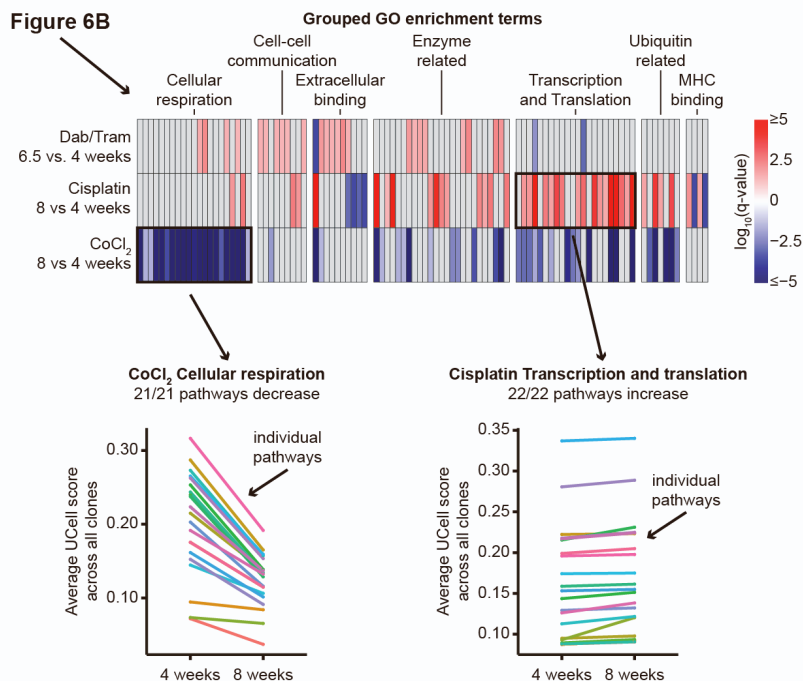 Figure 6B
Grouped GO enrichment terms
Cellular
respiration
Cell-cell
communication
Extracellular
binding
Enzyme
related
Transcription
and Translation
Ubiquitin
related
MHC
binding
Dab/Tram
6.5 vs. 4 weeks
Cisplatin
8 vs 4 weeks
CoCl₂
8 vs 4 weeks
≥5
2.5
0
−2.5
≤−5
log₁₀(q-value)
CoCl₂ Cellular respiration
21/21 pathways decrease
individual
pathways
0.30
0.20
0.10
Average UCell score
across all clones
4 weeks 8 weeks
Cisplatin Transcription and translation
22/22 pathways increase
individual
pathways
0.35
0.30
0.25
0.20
0.15
0.10
Average UCell score
across all clones
4 weeks 8 weeks